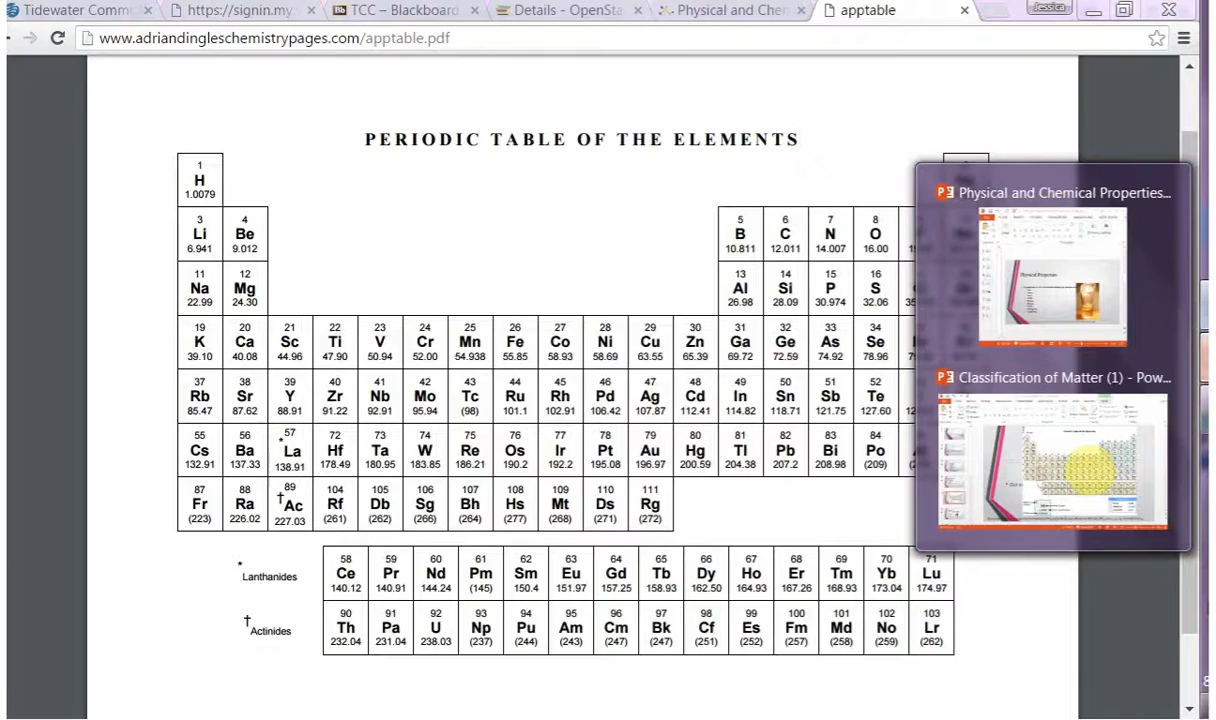 Tidewater Comm
https://signin.my
TCC – Blackboard
Details - OpenSta
Physical and Chem
apptable
Jessica
www.adriandingleschemistrypages.com/apptable.pdf
PERIODIC TABLE OF THE ELEMENTS
1
H
1.0079
3 4 5 6 7 8
Li Be B C N O
6.941 9.012 10.811 12.011 14.007 16.00
11 12 13 14 15 16
Na Mg Al Si P S
22.99 24.30 26.98 28.09 30.974 32.06
19 20 21 22 23 24 25 26 27 28 29 30 31 32 33 34
K Ca Sc Ti V Cr Mn Fe Co Ni Cu Zn Ga Ge As Se
39.10 40.08 44.96 47.90 50.94 52.00 54.938 55.85 58.93 58.69 63.55 65.39 69.72 72.59 74.92 78.96
37 38 39 40 41 42 43 44 45 46 47 48 49 50 51 52
Rb Sr Y Zr Nb Mo Tc Ru Rh Pd Ag Cd In Sn Sb Te
85.47 87.62 88.91 91.22 92.91 95.94 (98) 101.1 102.91 106.42 107.87 112.41 114.82 118.71 121.75 127.60
55 56 *57 72 73 74 75 76 77 78 79 80 81 82 83 84
Cs Ba La Hf Ta W Re Os Ir Pt Au Hg Tl Pb Bi Po
132.91 137.33 138.91 178.49 180.95 183.85 186.21 190.2 192.2 195.08 196.97 200.59 204.38 207.2 208.98 (209)
87 88 89 104 105 106 107 108 109 110 111
Fr Ra †Ac Rf Db Sg Bh Hs Mt Ds Rg
(223) 226.02 227.03 (261) (262) (266) (264) (277) (268) (271) (272)
58 59 60 61 62 63 64 65 66 67 68 69 70 71
*Lanthanides Ce Pr Nd Pm Sm Eu Gd Tb Dy Ho Er Tm Yb Lu
140.12 140.91 144.24 (145) 150.4 151.97 157.25 158.93 162.50 164.93 167.26 168.93 173.04 174.97
90 91 92 93 94 95 96 97 98 99 100 101 102 103
†Actinides Th Pa U Np Pu Am Cm Bk Cf Es Fm Md No Lr
232.04 231.04 238.03 (237) (244) (243) (247) (247) (251) (252) (257) (258) (259) (262)
Physical and Chemical Properties...
Physical Properties
Classification of Matter (1) - Pow...